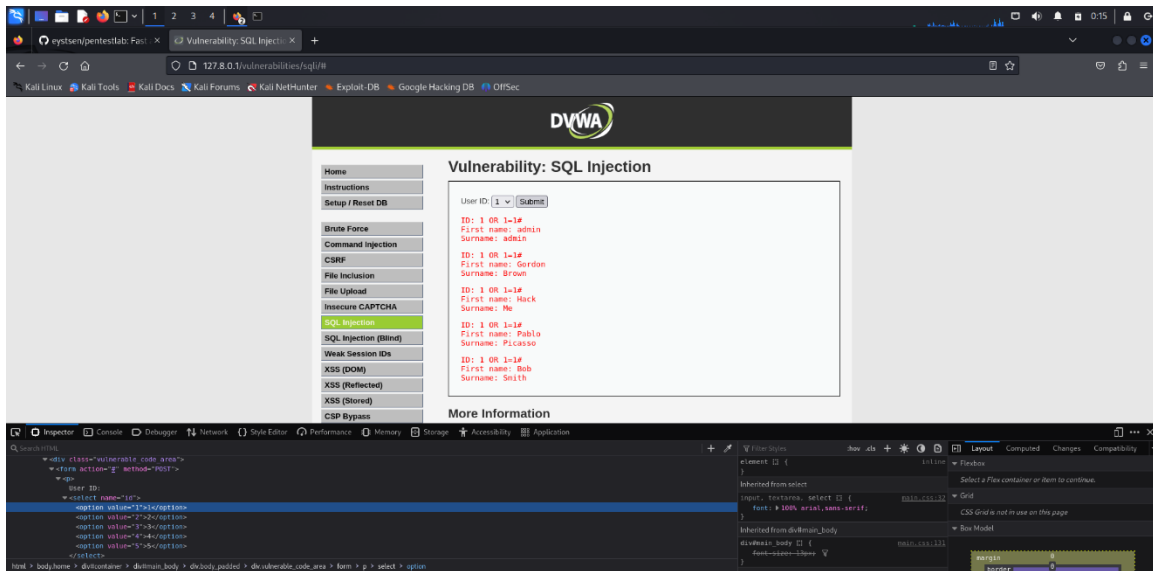 1 2 3 4
0:15
eystsen/pentestlab: Fast
Vulnerability: SQL Injectio
127.8.0.1/vulnerabilities/sqli/#
Kali Linux Kali Tools Kali Docs Kali Forums Kali NetHunter Exploit-DB Google Hacking DB OffSec
DVWA
Home
Instructions
Setup / Reset DB
Brute Force
Command Injection
CSRF
File Inclusion
File Upload
Insecure CAPTCHA
SQL Injection
SQL Injection (Blind)
Weak Session IDs
XSS (DOM)
XSS (Reflected)
XSS (Stored)
CSP Bypass
Vulnerability: SQL Injection
User ID: 1 Submit
ID: 1 OR 1=1#
First name: admin
Surname: admin
ID: 1 OR 1=1#
First name: Gordon
Surname: Brown
ID: 1 OR 1=1#
First name: Hack
Surname: Me
ID: 1 OR 1=1#
First name: Pablo
Surname: Picasso
ID: 1 OR 1=1#
First name: Bob
Surname: Smith
More Information
Inspector Console Debugger Network {} Style Editor Performance Memory Storage Accessibility Application
Search HTML
<div class="vulnerable_code_area">
<form action="#" method="POST">
<p>
User ID:
<select name="id">
<option value="1">1</option>
<option value="2">2</option>
<option value="3">3</option>
<option value="4">4</option>
<option value="5">5</option>
</select>
html > body.home > div#container > div#main_body > div.body_padded > div.vulnerable_code_area > form > p > select > option
Filter Styles :hov .cls +
element { inline
}
Inherited from select
input, textarea, select { main.css:32
font: 100% arial,sans-serif;
}
Inherited from div#main_body
div#main_body { main.css:131
font-size: 13px;
}
Layout Computed Changes Compatibility
Flexbox
Select a Flex container or item to continue.
Grid
CSS Grid is not in use on this page
Box Model
margin 0
border 0